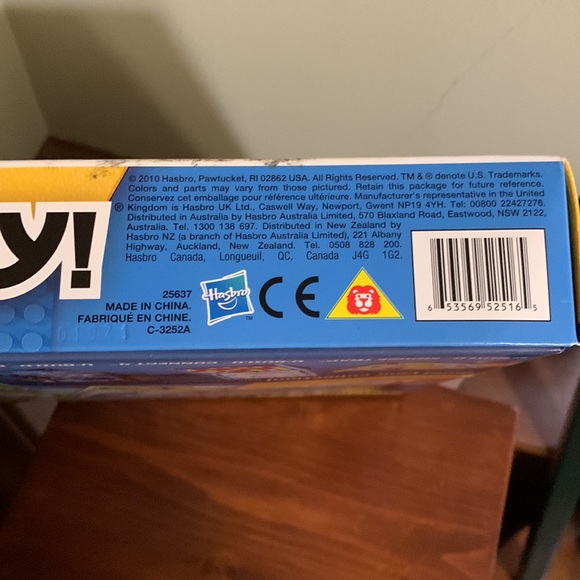 © 2010 Hasbro, Pawtucket, RI 02862 USA. All Rights Reserved. TM & ® denote U.S. Trademarks.
Colors and parts may vary from those pictured. Retain this package for future reference.
Conservez cet emballage pour référence ultérieure. Manufacturer's representative in the United
Kingdom is Hasbro UK Ltd., Caswell Way, Newport, Gwent NP19 4YH. Tel: 00800 22427276.
Distributed in Australia by Hasbro Australia Limited, 570 Blaxland Road, Eastwood, NSW 2122,
Australia. Tel. 1300 138 697. Distributed in New Zealand by
Hasbro NZ (a branch of Hasbro Australia Limited), 221 Albany
Highway, Auckland, New Zealand. Tel. 0508 828 200.
Hasbro Canada, Longueuil, QC, Canada J4G 1G2.
y!
®
25637
MADE IN CHINA.
FABRIQUÉ EN CHINE.
C-3252A
Hasbro
TM
CE
6 53569 52516 5